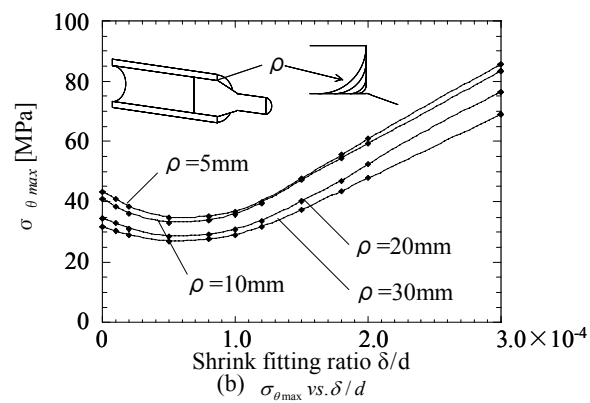 100
80
60
40
20
0
σ θ max [MPa]
ρ
ρ =5mm
ρ =10mm
ρ =20mm
ρ =30mm
0 1.0 2.0 3.0×10⁻⁴
Shrink fitting ratio δ/d
(b) σθmax vs. δ / d